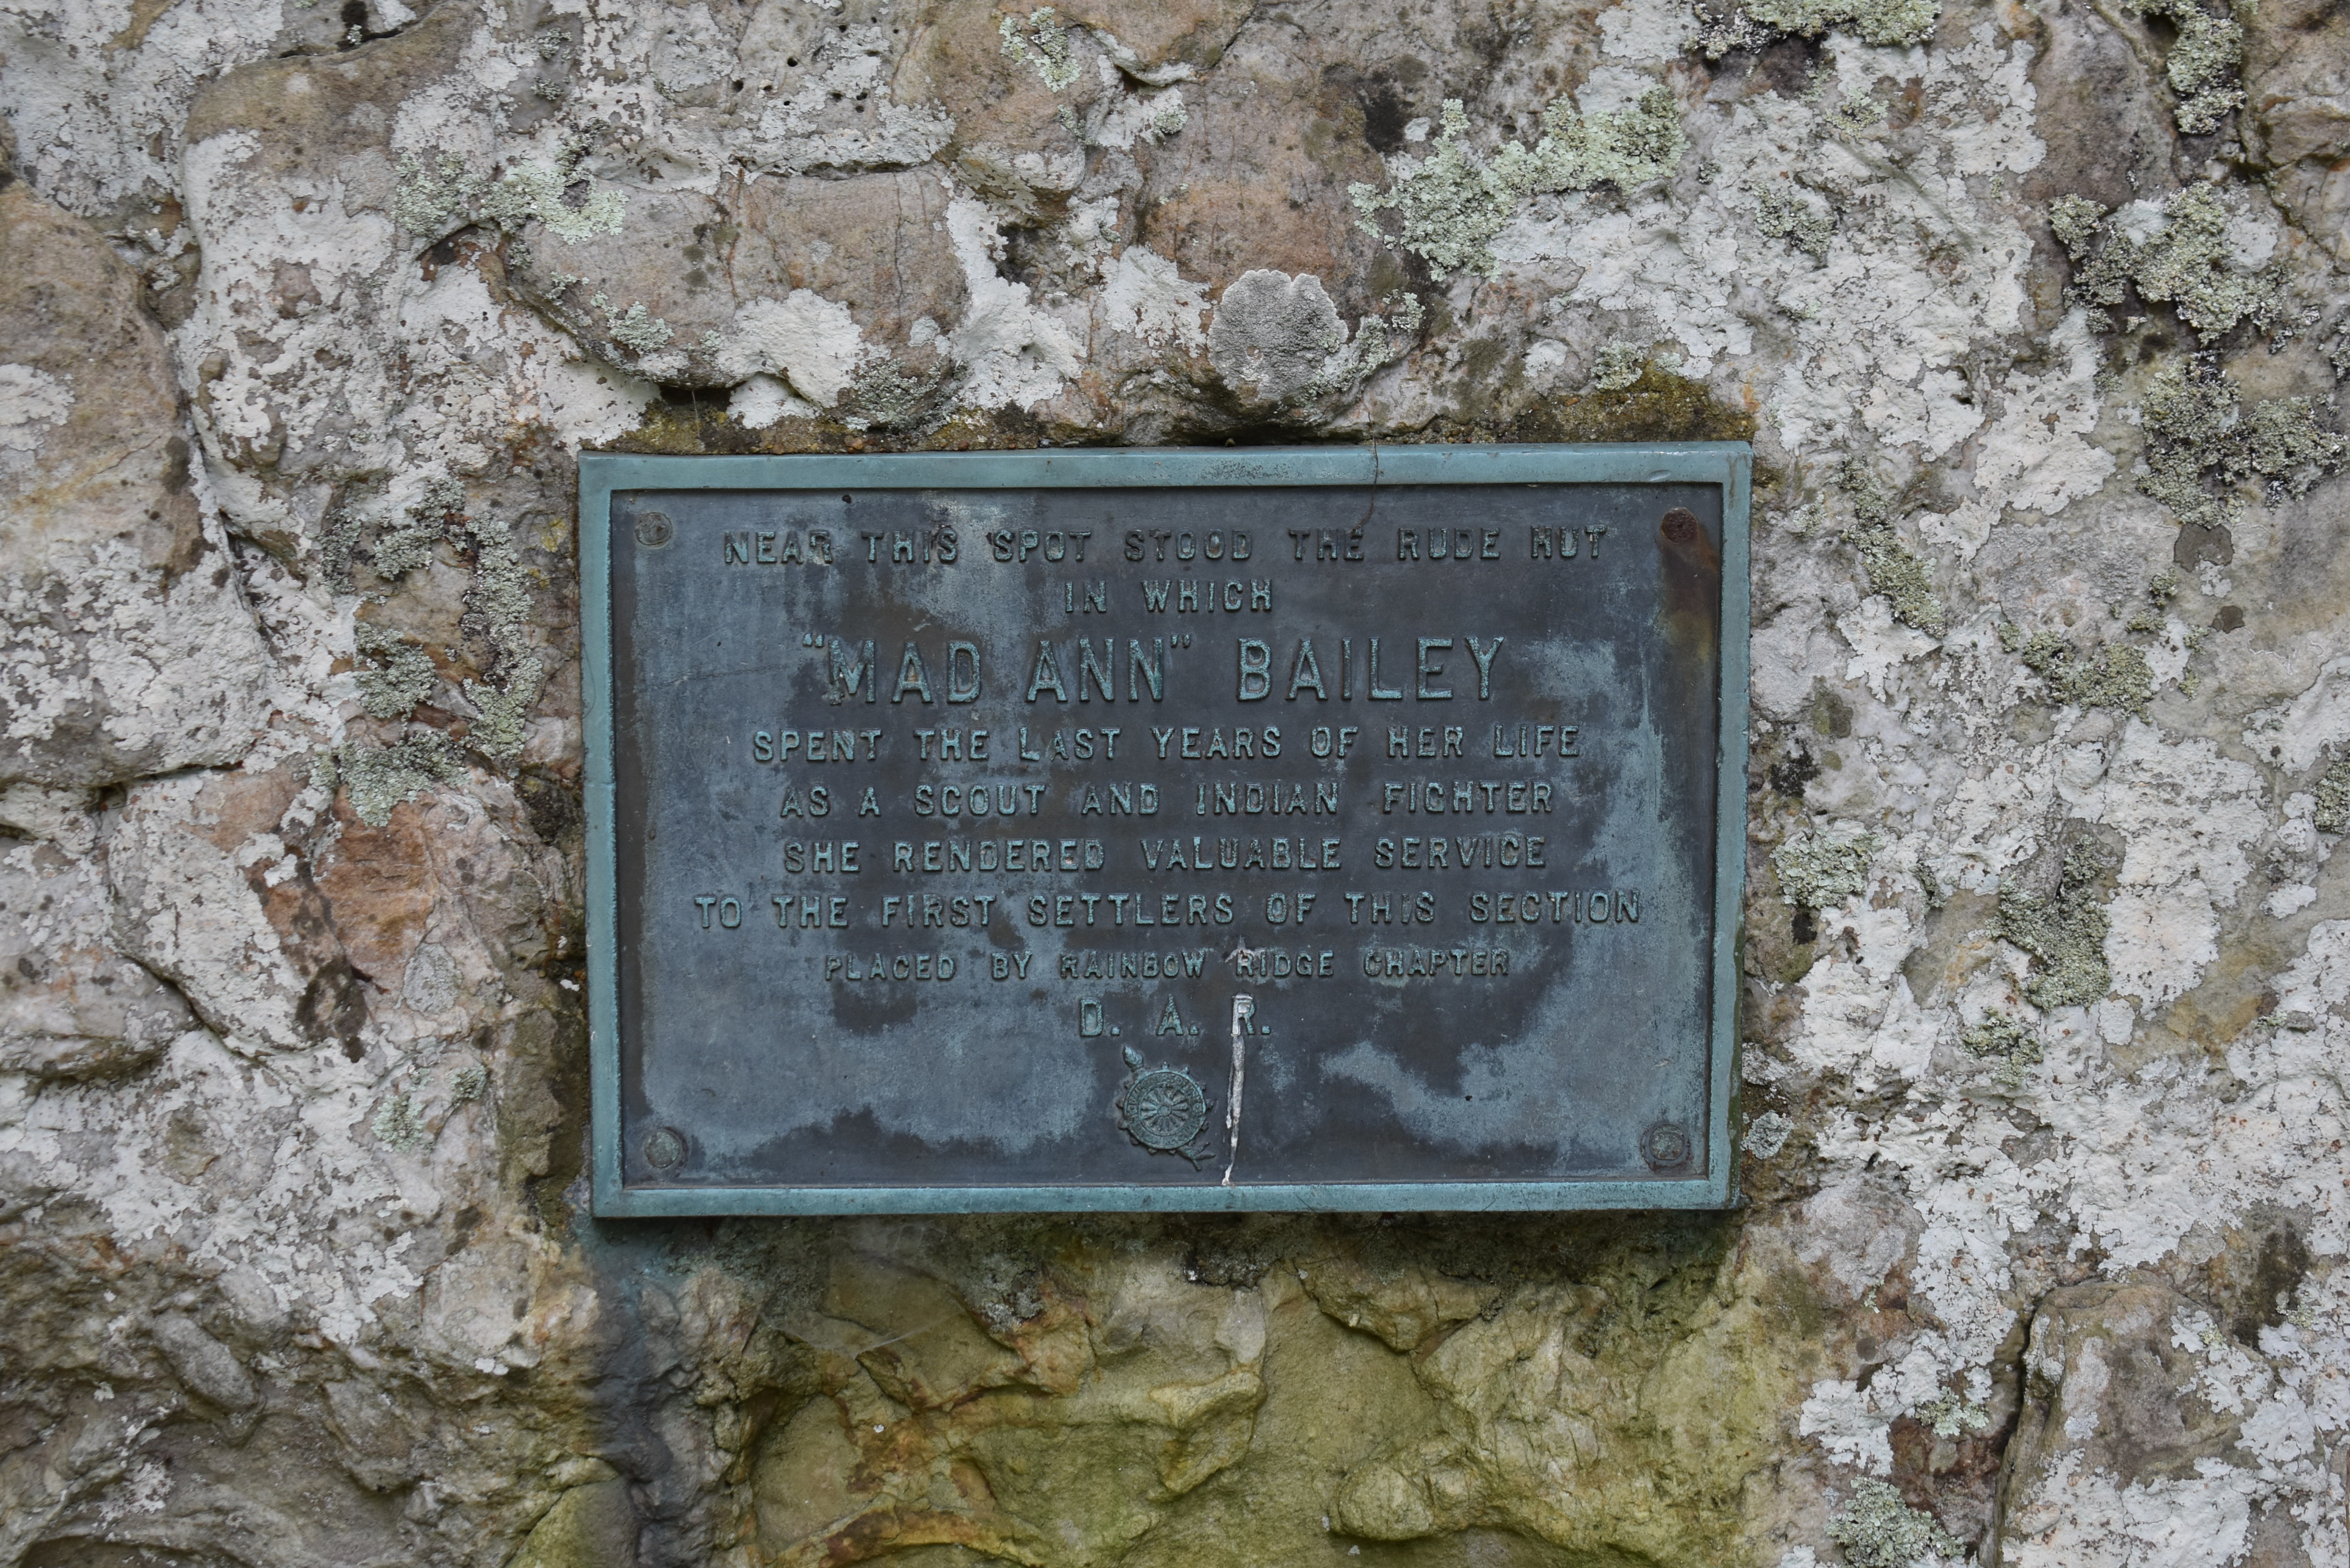 NEAR THIS SPOT STOOD THE RUDE HUT
IN WHICH
"MAD ANN" BAILEY
SPENT THE LAST YEARS OF HER LIFE
AS A SCOUT AND INDIAN FIGHTER
SHE RENDERED VALUABLE SERVICE
TO THE FIRST SETTLERS OF THIS SECTION
PLACED BY RAINBOW RIDGE CHAPTER
D. A. R.